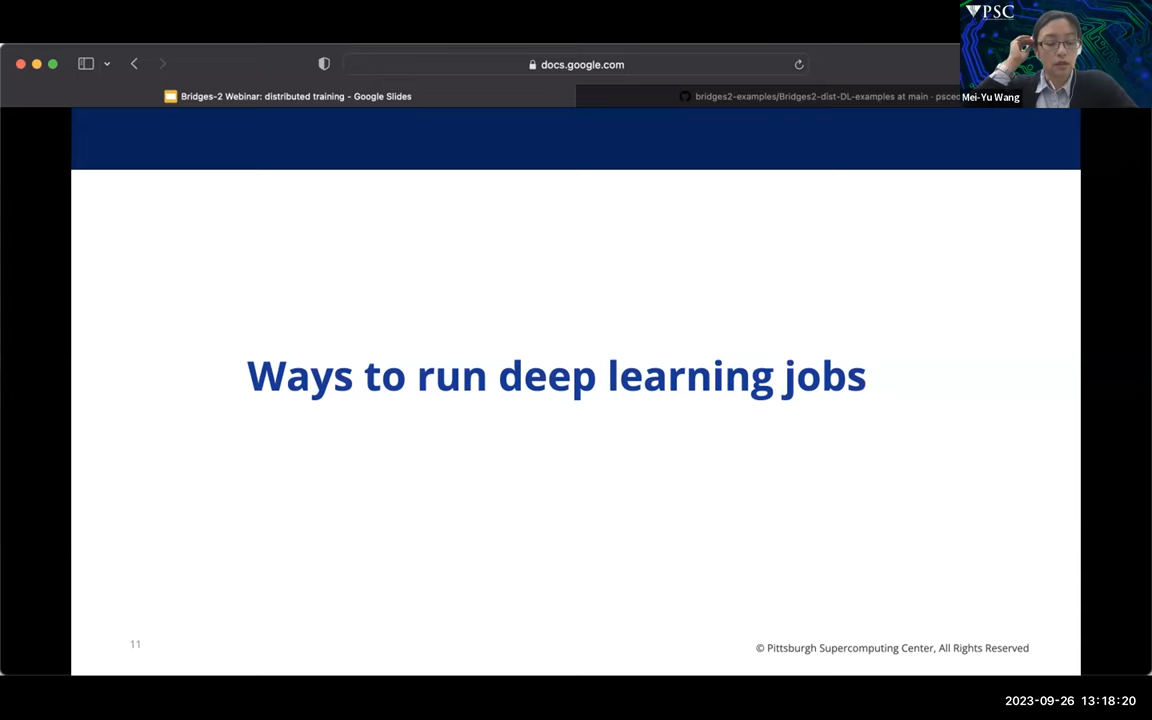 PSC
docs.google.com
Bridges-2 Webinar: distributed training - Google Slides
bridges2-examples/Bridges2-dist-DL-examples at main · psced
Mei-Yu Wang
Ways to run deep learning jobs
11
© Pittsburgh Supercomputing Center, All Rights Reserved
2023-09-26 13:18:20